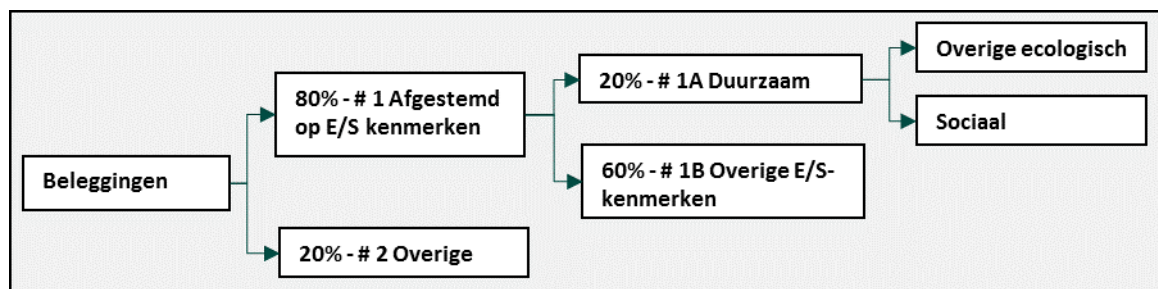 Beleggingen
80% - # 1 Afgestemd
op E/S kenmerken
20% - # 2 Overige
20% - # 1A Duurzaam
60% - # 1B Overige E/S-
kenmerken
Overige ecologisch
Sociaal